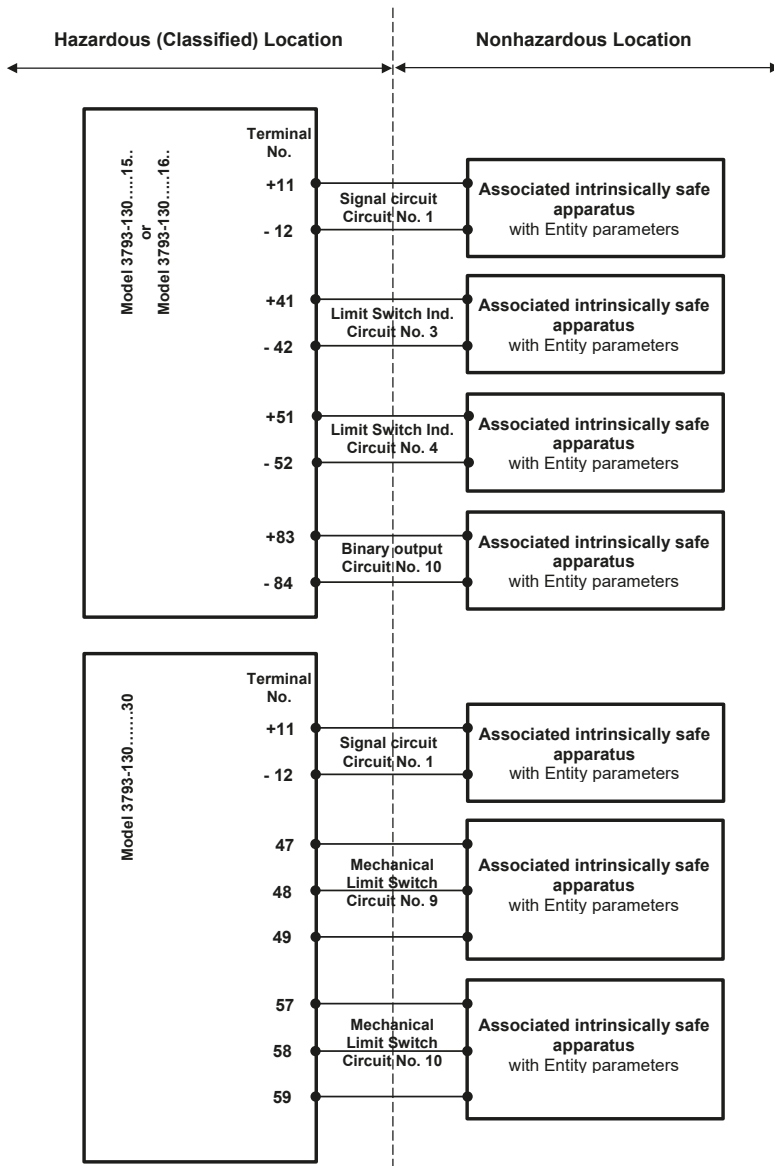 Hazardous (Classified) Location
Nonhazardous Location
Model 3793-130.....15..
or
Model 3793-130.....16..
Terminal
No.
+11
Signal circuit
Circuit No. 1
- 12
Associated intrinsically safe
apparatus
with Entity parameters
+41
Limit Switch Ind.
Circuit No. 3
- 42
Associated intrinsically safe
apparatus
with Entity parameters
+51
Limit Switch Ind.
Circuit No. 4
- 52
Associated intrinsically safe
apparatus
with Entity parameters
+83
Binary output
Circuit No. 10
- 84
Associated intrinsically safe
apparatus
with Entity parameters
Model 3793-130........30
Terminal
No.
+11
Signal circuit
Circuit No. 1
- 12
Associated intrinsically safe
apparatus
with Entity parameters
47
Mechanical
48
Limit Switch
Circuit No. 9
49
Associated intrinsically safe
apparatus
with Entity parameters
57
Mechanical
58
Limit Switch
Circuit No. 10
59
Associated intrinsically safe
apparatus
with Entity parameters